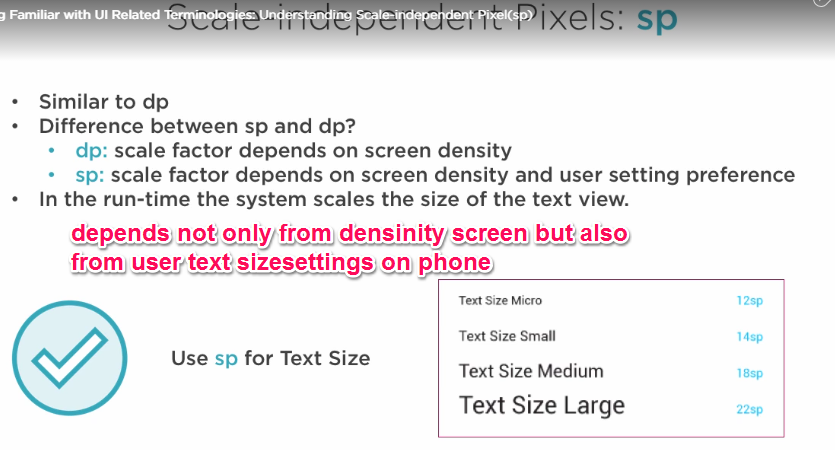 g Familiar with UI Related Terminologies: Understanding Scale-independent Pixel(sp)
Scale-independent Pixels: sp
• Similar to dp
• Difference between sp and dp?
• dp: scale factor depends on screen density
• sp: scale factor depends on screen density and user setting preference
• In the run-time the system scales the size of the text view.
depends not only from densinity screen but also
from user text sizesettings on phone
Use sp for Text Size
Text Size Micro 12sp
Text Size Small 14sp
Text Size Medium 18sp
Text Size Large 22sp